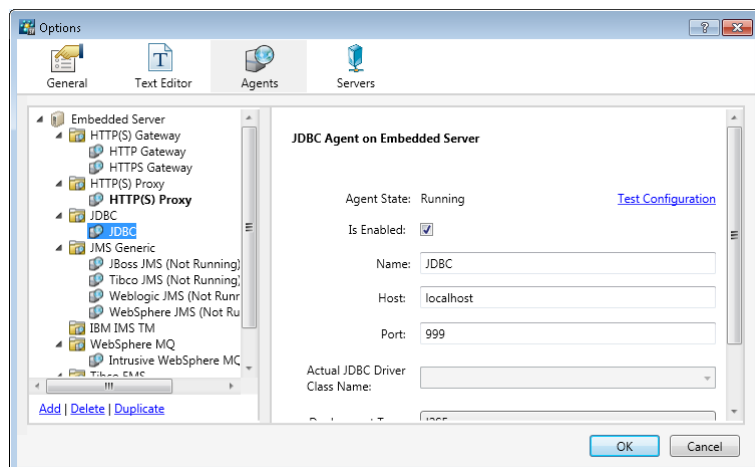 Options
General
Text Editor
Agents
Servers
Embedded Server
HTTP(S) Gateway
HTTP Gateway
HTTPS Gateway
HTTP(S) Proxy
HTTP(S) Proxy
JDBC
JDBC
JMS Generic
JBoss JMS (Not Running)
Tibco JMS (Not Running)
Weblogic JMS (Not Runr
WebSphere JMS (Not Ru
IBM IMS TM
WebSphere MQ
Intrusive WebSphere MC
Tibco EMS
Add | Delete | Duplicate
JDBC Agent on Embedded Server
Agent State: Running
Test Configuration
Is Enabled:
Name: JDBC
Host: localhost
Port: 999
Actual JDBC Driver
Class Name:
OK
Cancel